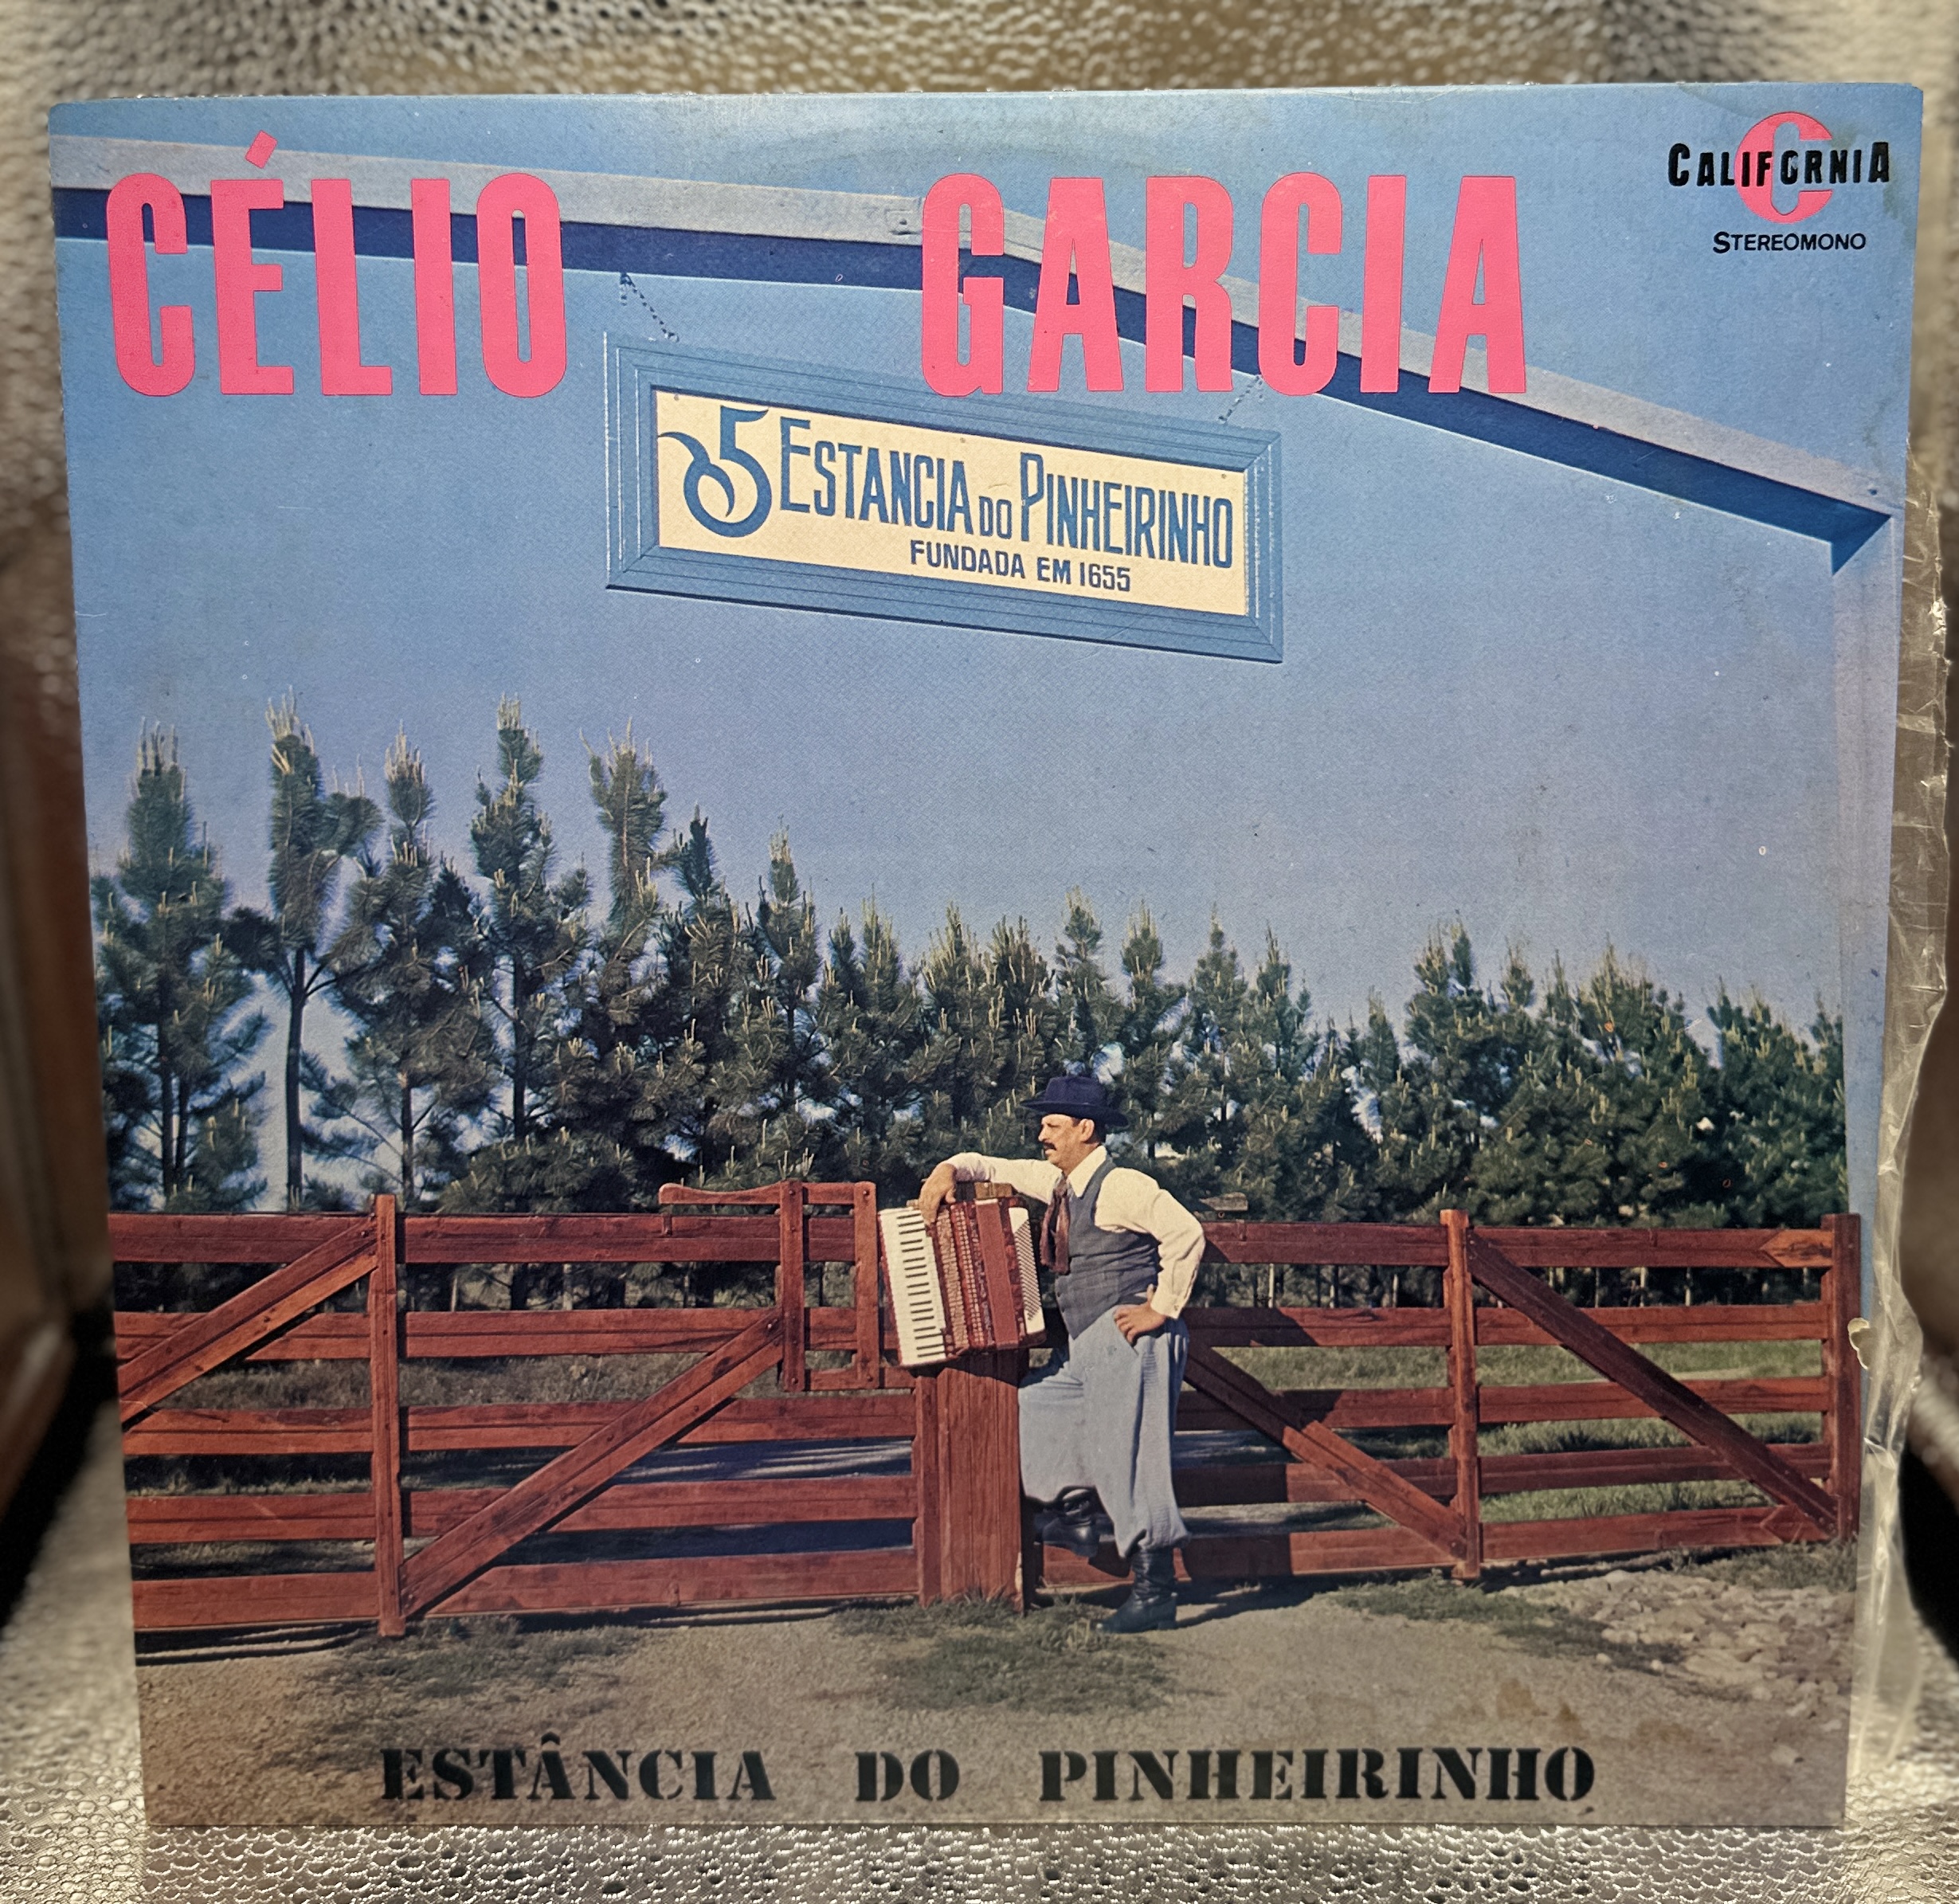 CÉLIO GARCIA
CALIFORNIA
STEREOMONO
ESTANCIA DO PINHEIRINHO
FUNDADA EM 1655
ESTÂNCIA DO PINHEIRINHO